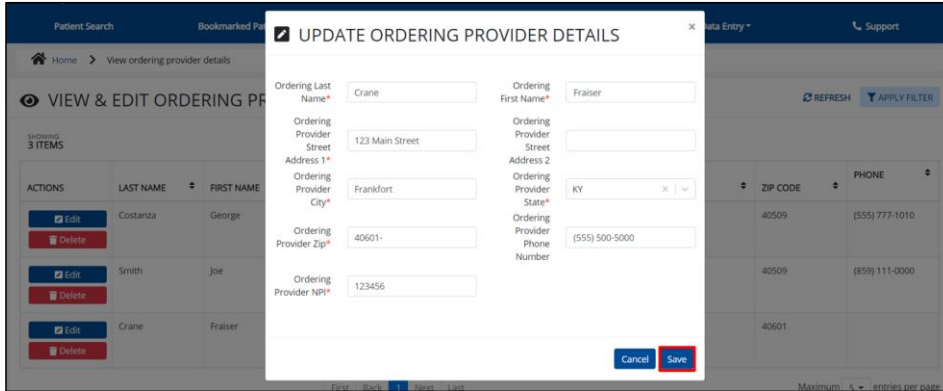 Patient Search
Bookmarked Pa
ata Entry
Support
Home > View ordering provider details
VIEW & EDIT ORDERING PR
REFRESH
APPLY FILTER
SHOWING
3 ITEMS
ACTIONS
LAST NAME
FIRST NAME
ZIP CODE
PHONE
Edit
Delete
Costanza
George
40509
(555) 777-1010
Edit
Delete
Smith
Joe
40509
(859) 111-0000
Edit
Delete
Crane
Fraiser
40601
First Back 1 Next Last
Maximum 5 entries per page
UPDATE ORDERING PROVIDER DETAILS
×
Ordering Last
Name*
Crane
Ordering
First Name*
Fraiser
Ordering
Provider
Street
Address 1*
123 Main Street
Ordering
Provider
Street
Address 2
Ordering
Provider
City*
Frankfort
Ordering
Provider
State*
KY
Ordering
Provider Zip*
40601-
Ordering
Provider
Phone
Number
(555) 500-5000
Ordering
Provider NPI*
123456
Cancel
Save